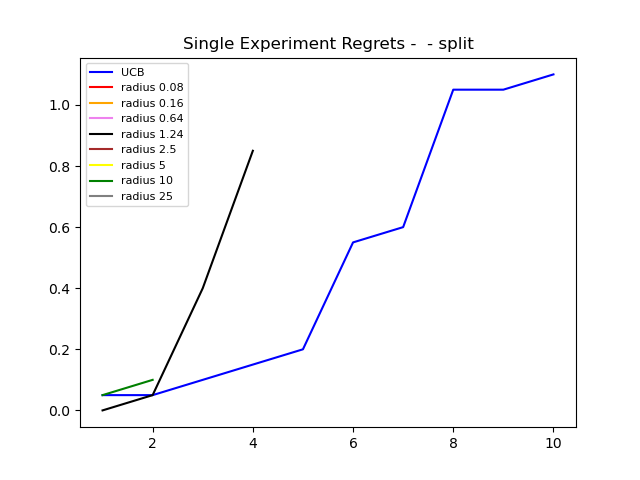 Single Experiment Regrets -  - split
UCB
radius 0.08
radius 0.16
radius 0.64
radius 1.24
radius 2.5
radius 5
radius 10
radius 25
1.0
0.8
0.6
0.4
0.2
0.0
2 4 6 8 10